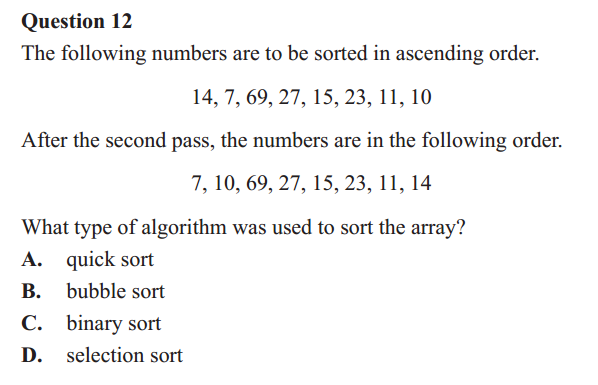 Question 12
The following numbers are to be sorted in ascending order.
14, 7, 69, 27, 15, 23, 11, 10
After the second pass, the numbers are in the following order.
7, 10, 69, 27, 15, 23, 11, 14
What type of algorithm was used to sort the array?
A. quick sort
B. bubble sort
C. binary sort
D. selection sort